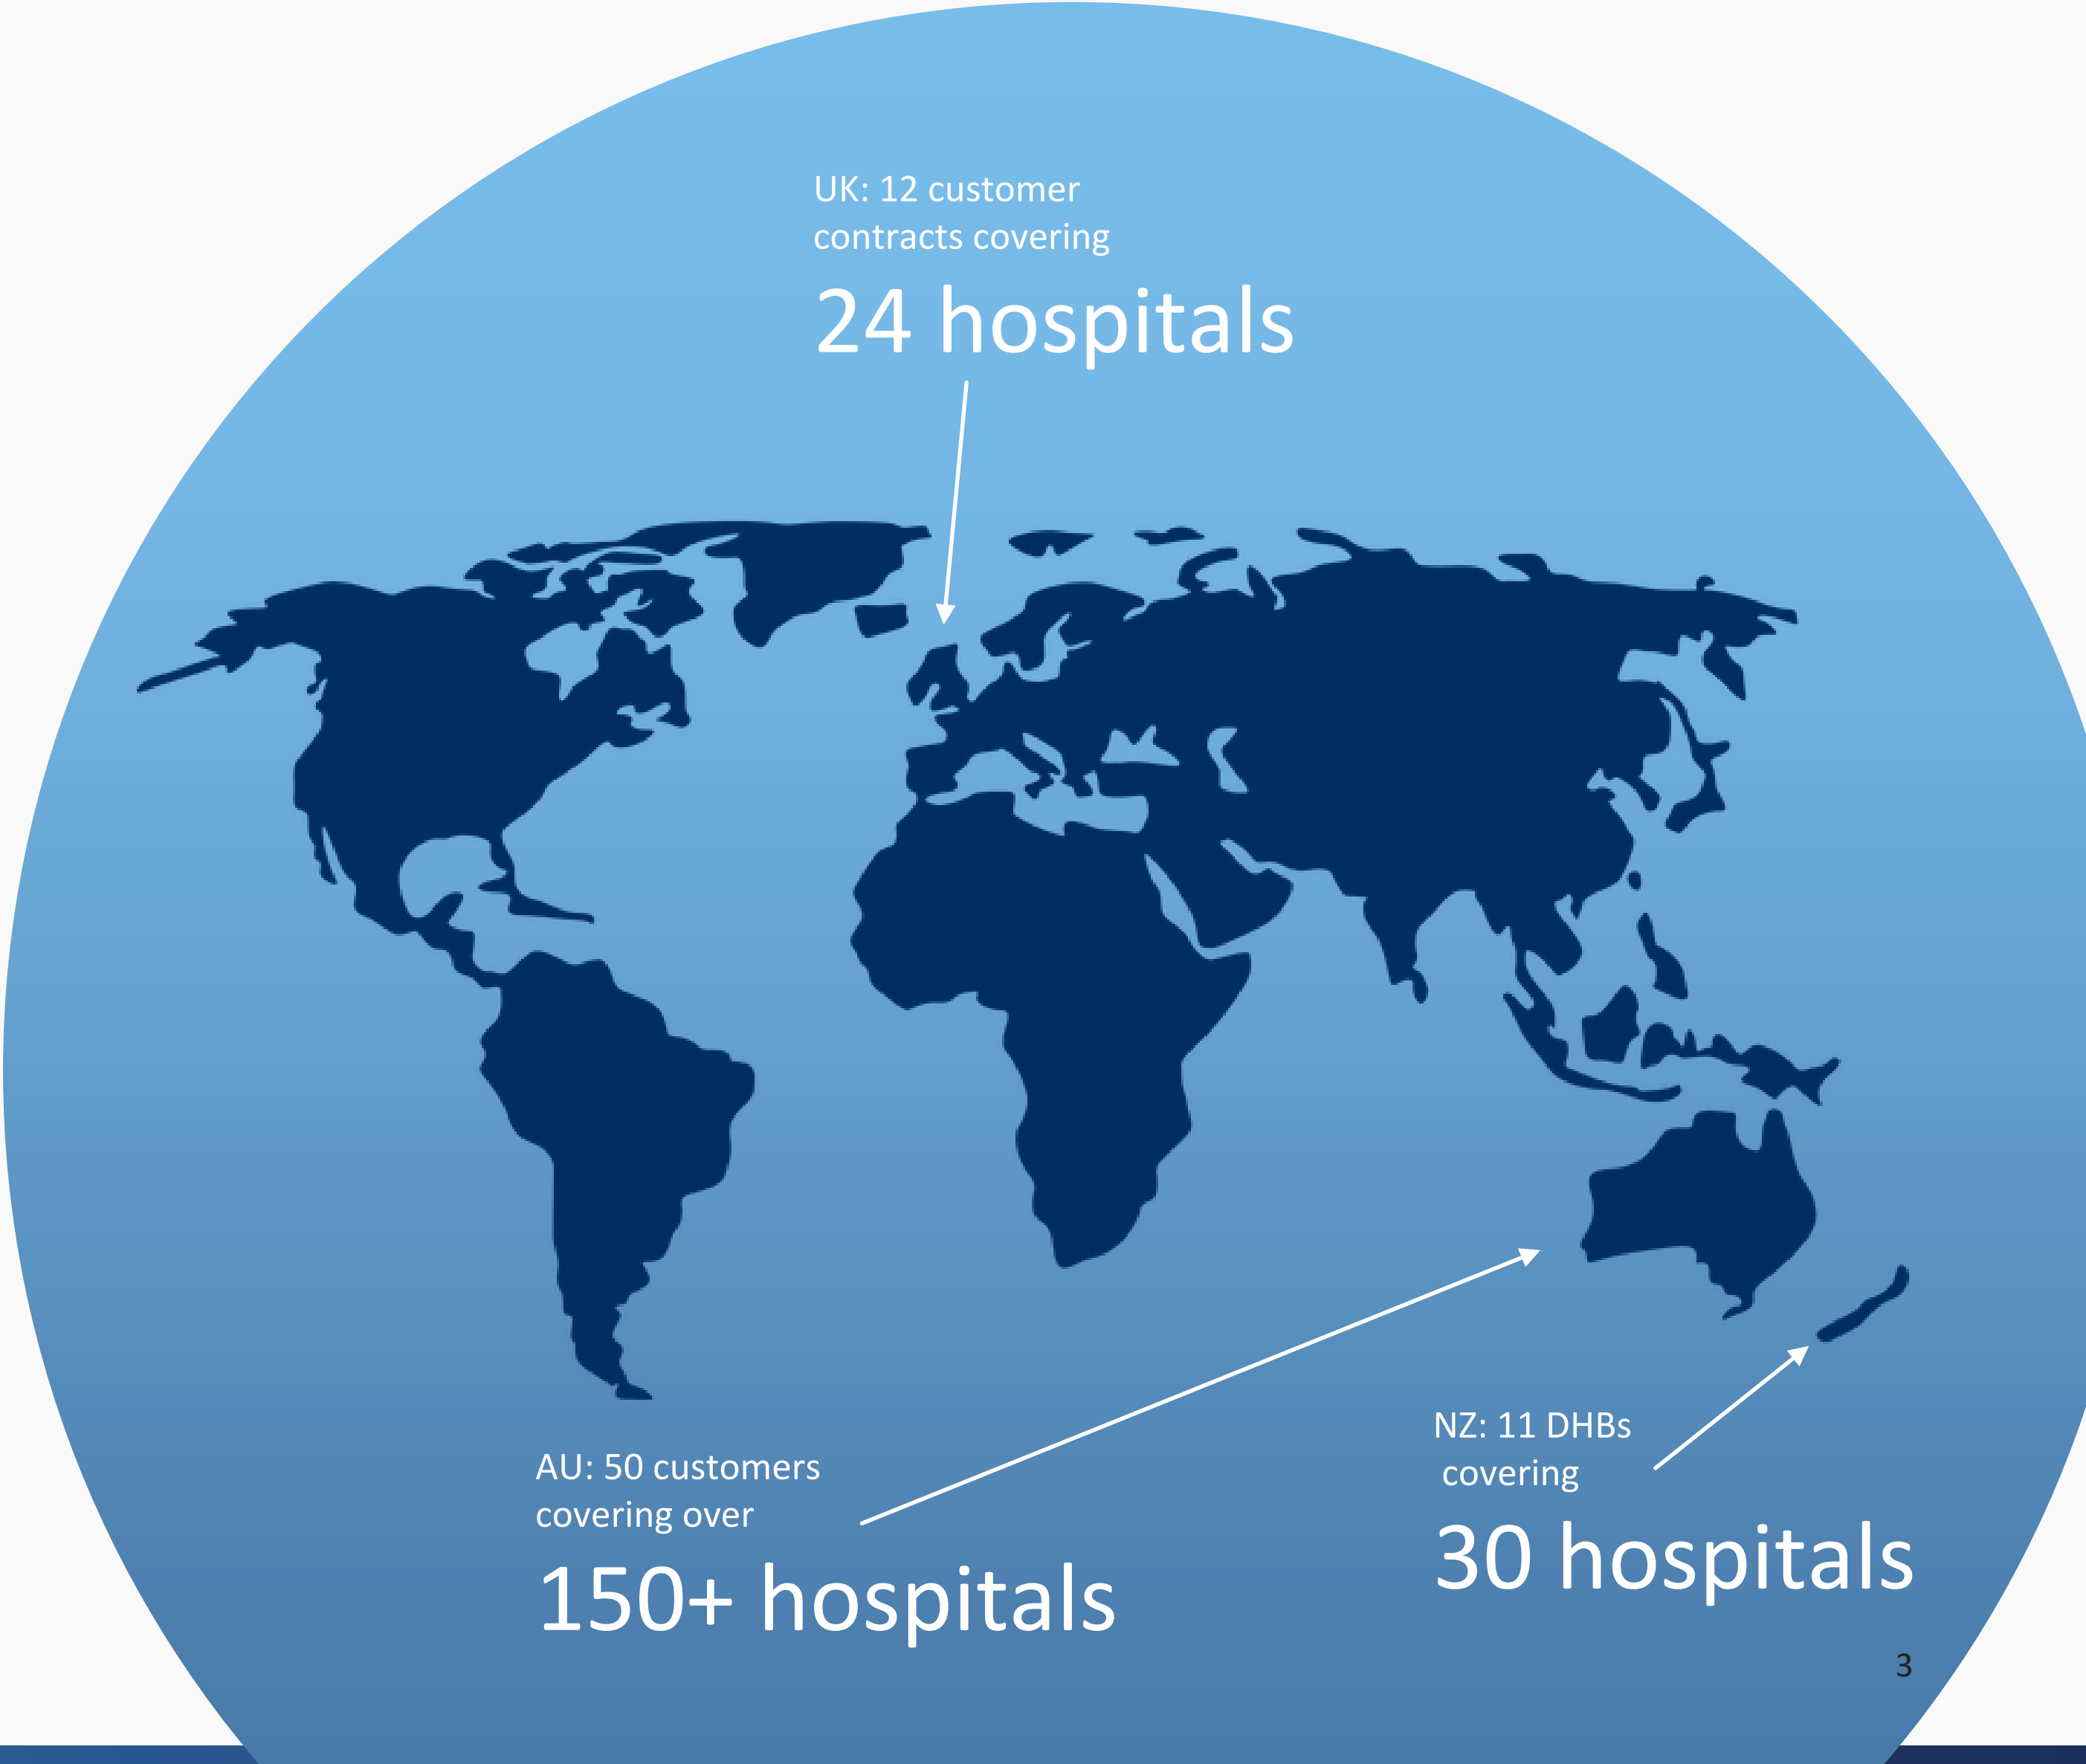 UK: 12 customer
contracts covering
24 hospitals
AU: 50 customers
covering over
150+ hospitals
NZ: 11 DHBs
covering
30 hospitals
3